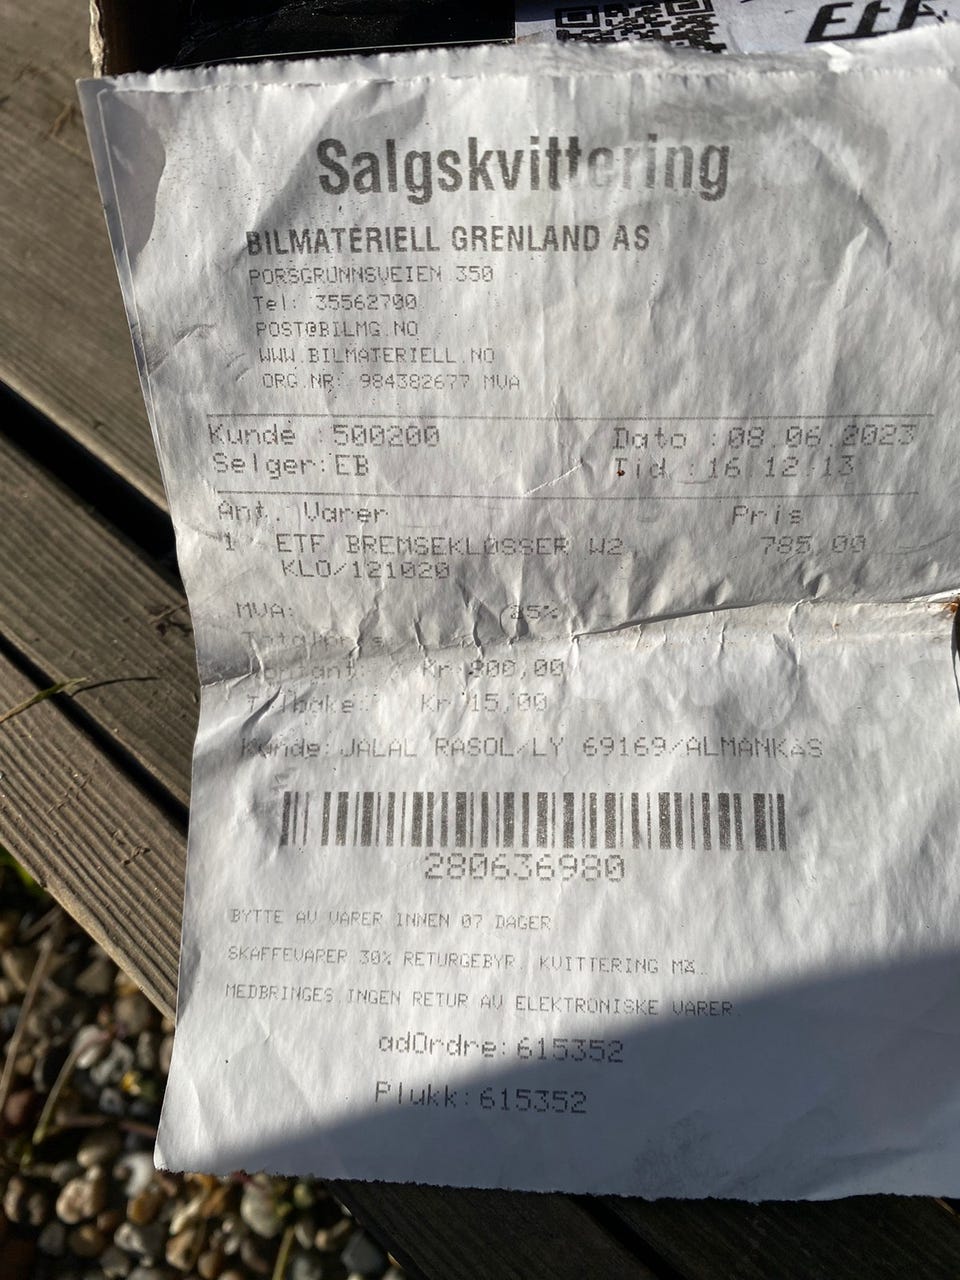 EtF
Salgskvittering
BILMATERIELL GRENLAND AS
PORSGRUNNSVEIEN 350
Tel: 35562700
POST@BILMG.NO
WWW.BILMATERIELL.NO
ORG.NR: 984382677 MVA
Kunde :500200 Dato :08.06.2023
Selger:EB Tid :16.12.13
Ant. Varer Pris
1 ETF BREMSEKLOSSER W2 785,00
KLO/121020
MVA: (25%
Totalpris
Kontant: Kr 800,00
Tilbake: Kr 15,00
Kunde: JALAL RASOL/LY 69169/ALMANKAS
280636980
BYTTE AV VARER INNEN 07 DAGER
SKAFFEVARER 30% RETURGEBYR. KVITTERING MÅ..
MEDBRINGES.INGEN RETUR AV ELEKTRONISKE VARER.
adOrdre:615352
Plukk:615352